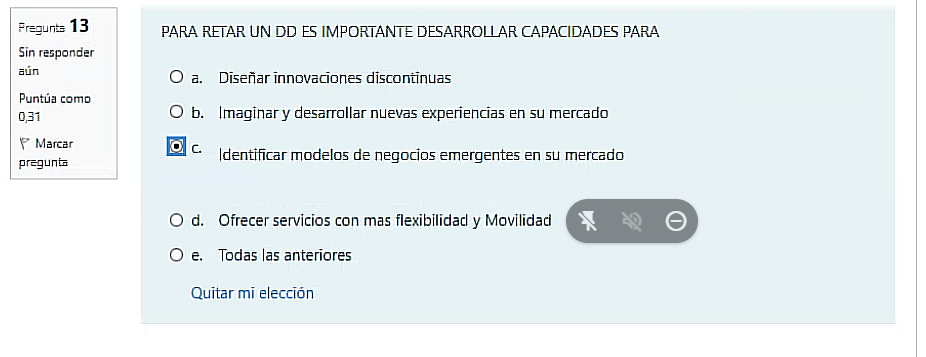 Pregunta 13
Sin responder
aún
Puntúa como
0,31
Marcar
pregunta
PARA RETAR UN DD ES IMPORTANTE DESARROLLAR CAPACIDADES PARA
a. Diseñar innovaciones discontinuas
b. Imaginar y desarrollar nuevas experiencias en su mercado
c. Identificar modelos de negocios emergentes en su mercado
d. Ofrecer servicios con mas flexibilidad y Movilidad
e. Todas las anteriores
Quitar mi elección